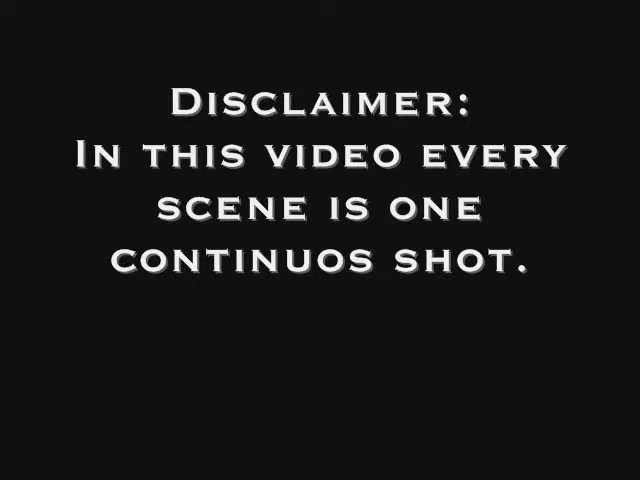 Disclaimer:
In this video every
scene is one
continuos shot.